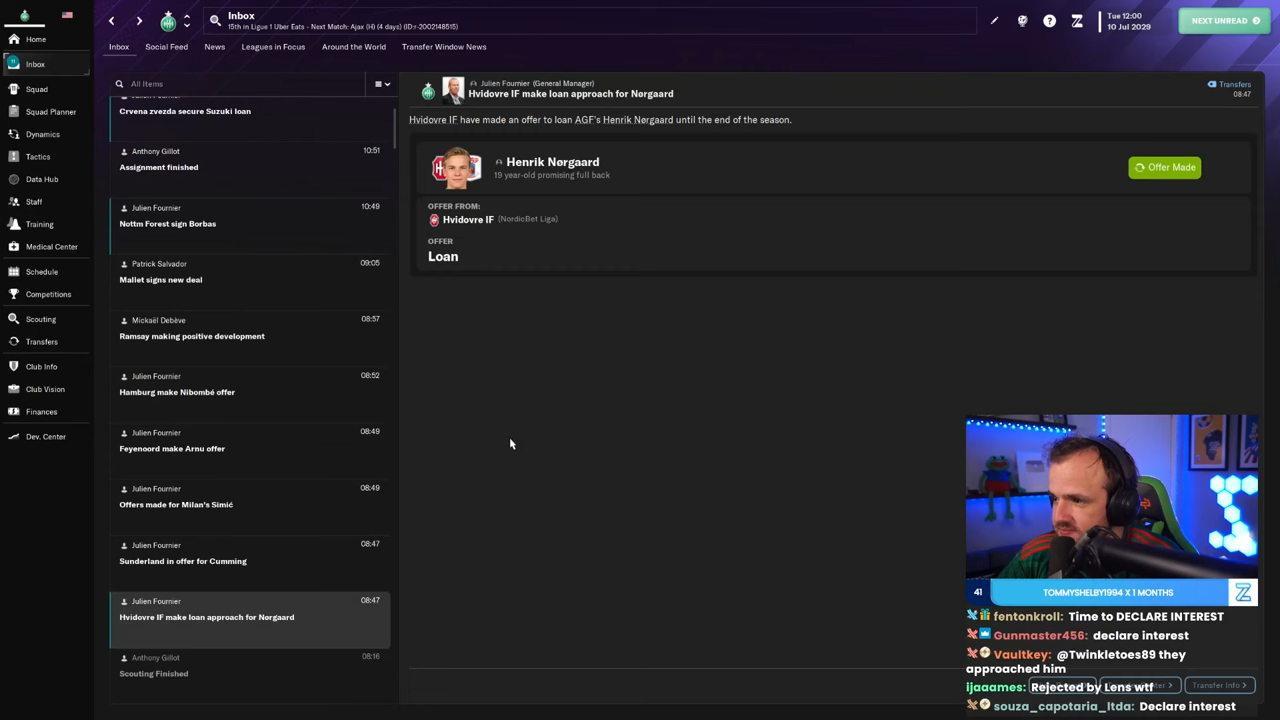 Inbox
15th in Ligue 1 Uber Eats - Next Match: Ajax (H) (4 days) (ID:r-2002148515)
Tue 12:00
10 Jul 2029
NEXT UNREAD
Home
Inbox
Squad
Squad Planner
Dynamics
Tactics
Data Hub
Staff
Training
Medical Center
Schedule
Competitions
Scouting
Transfers
Club Info
Club Vision
Finances
Dev. Center
Inbox
Social Feed
News
Leagues in Focus
Around the World
Transfer Window News
All Items
Julien Fournier
Crvena zvezda secure Suzuki loan
Anthony Gillot 10:51
Assignment finished
Julien Fournier 10:49
Nottm Forest sign Borbas
Patrick Salvador 09:05
Mallet signs new deal
Mickaël Debève 08:57
Ramsay making positive development
Julien Fournier 08:52
Hamburg make Nibombé offer
Julien Fournier 08:49
Feyenoord make Arnu offer
Julien Fournier 08:49
Offers made for Milan's Simić
Julien Fournier 08:47
Sunderland in offer for Cumming
Julien Fournier 08:47
Hvidovre IF make loan approach for Nørgaard
Anthony Gillot 08:16
Scouting Finished
Julien Fournier (General Manager)
Hvidovre IF make loan approach for Nørgaard
Transfers
08:47
Hvidovre IF have made an offer to loan AGF's Henrik Nørgaard until the end of the season.
Henrik Nørgaard
19 year-old promising full back
Offer Made
OFFER FROM:
Hvidovre IF (NordicBet Liga)
OFFER
Loan
41
TOMMYSHELBY1994 X 1 MONTHS
fentonkroll: Time to DECLARE INTEREST
Gunmaster456: declare interest
Vaultkey: @Twinkletoes89 they
approached him
ijaaames: Rejected by Lens wtf
souza_capotaria_ltda: Declare interest
Transfer Info